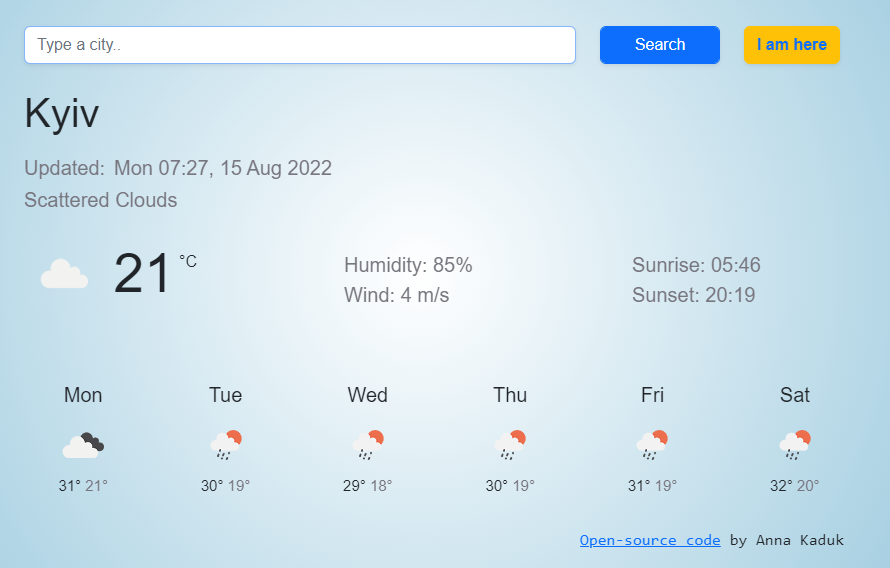 Type a city.. Search I am here
Kyiv
Updated: Mon 07:27, 15 Aug 2022
Scattered Clouds
21 °C
Humidity: 85%
Wind: 4 m/s
Sunrise: 05:46
Sunset: 20:19
Mon Tue Wed Thu Fri Sat
31° 21° 30° 19° 29° 18° 30° 19° 31° 19° 32° 20°
Open-source code by Anna Kaduk